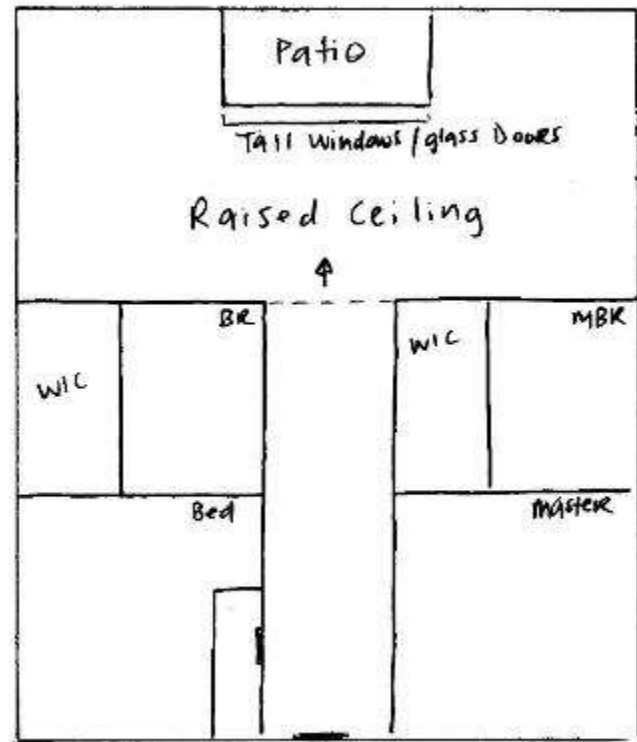 Patio
Tall Windows/glass Doors
Raised Ceiling
BR
WIC
MBR
WIC
Bed
Master